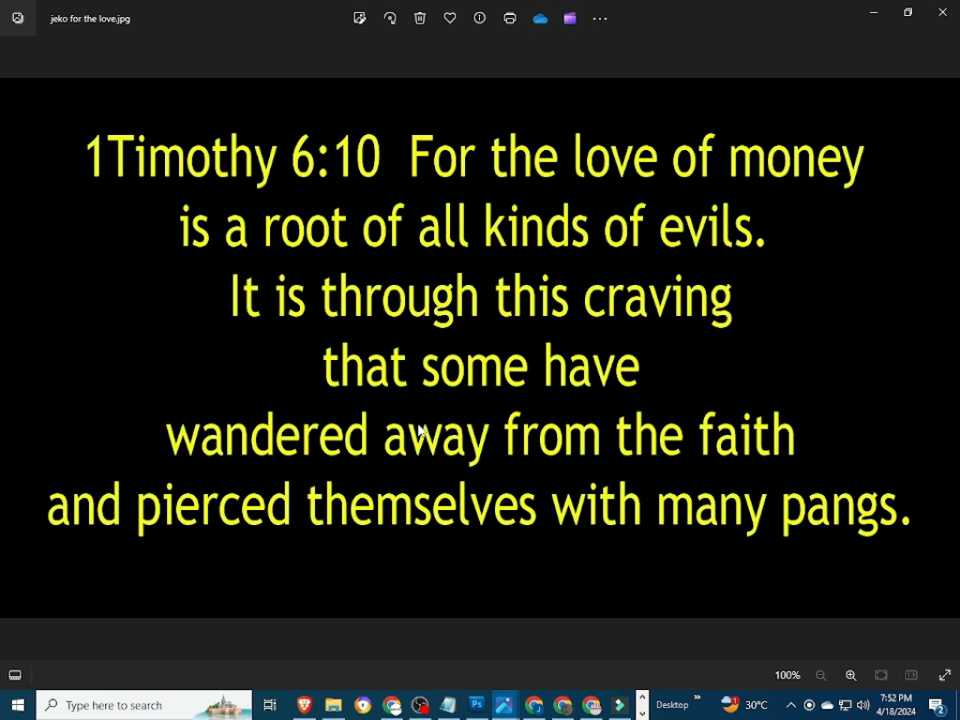 jeko for the love.jpg
1Timothy 6:10  For the love of money
is a root of all kinds of evils.
It is through this craving
that some have
wandered away from the faith
and pierced themselves with many pangs.
100%
Type here to search
Desktop
30°C
7:52 PM
4/18/2024
2